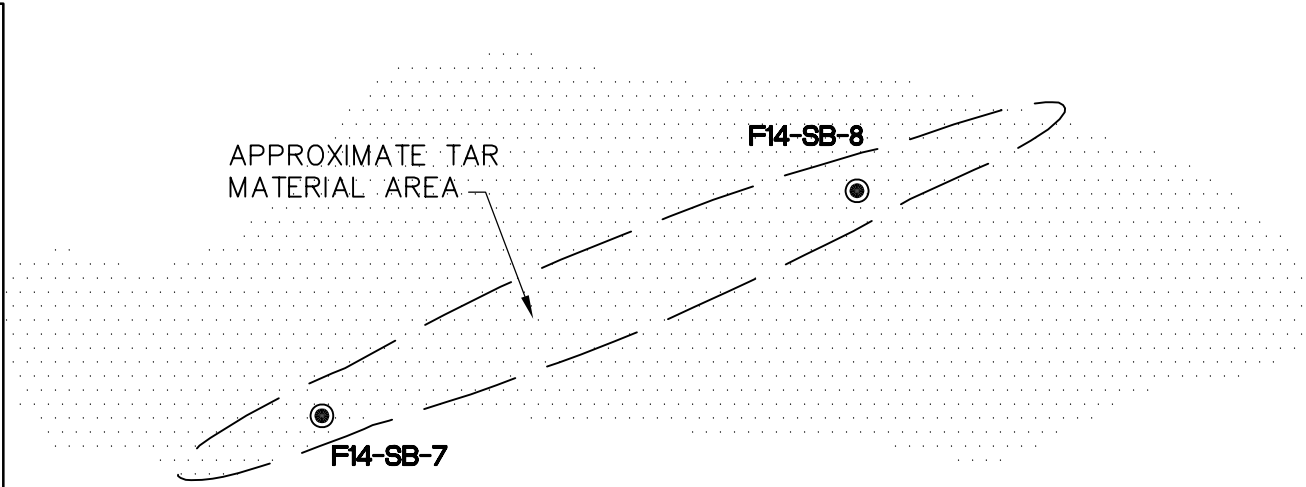 F14-SB-8
APPROXIMATE TAR
MATERIAL AREA
F14-SB-7